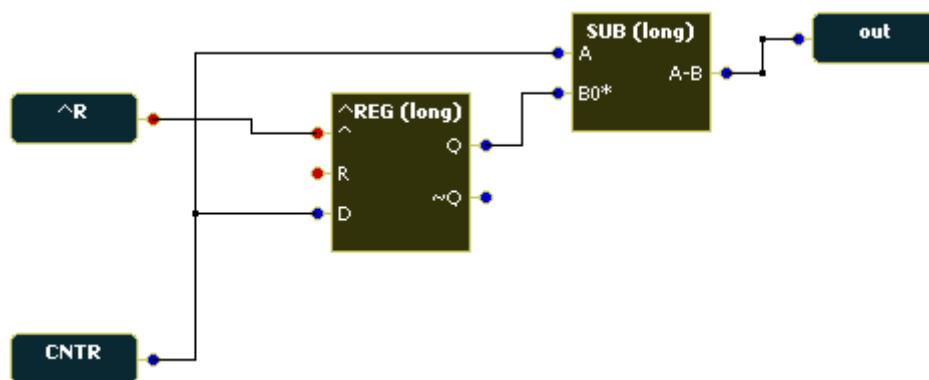 SUB (long)
out
A
A-B
B0*
^R
^REG (long)
^
Q
R
~Q
D
CNTR